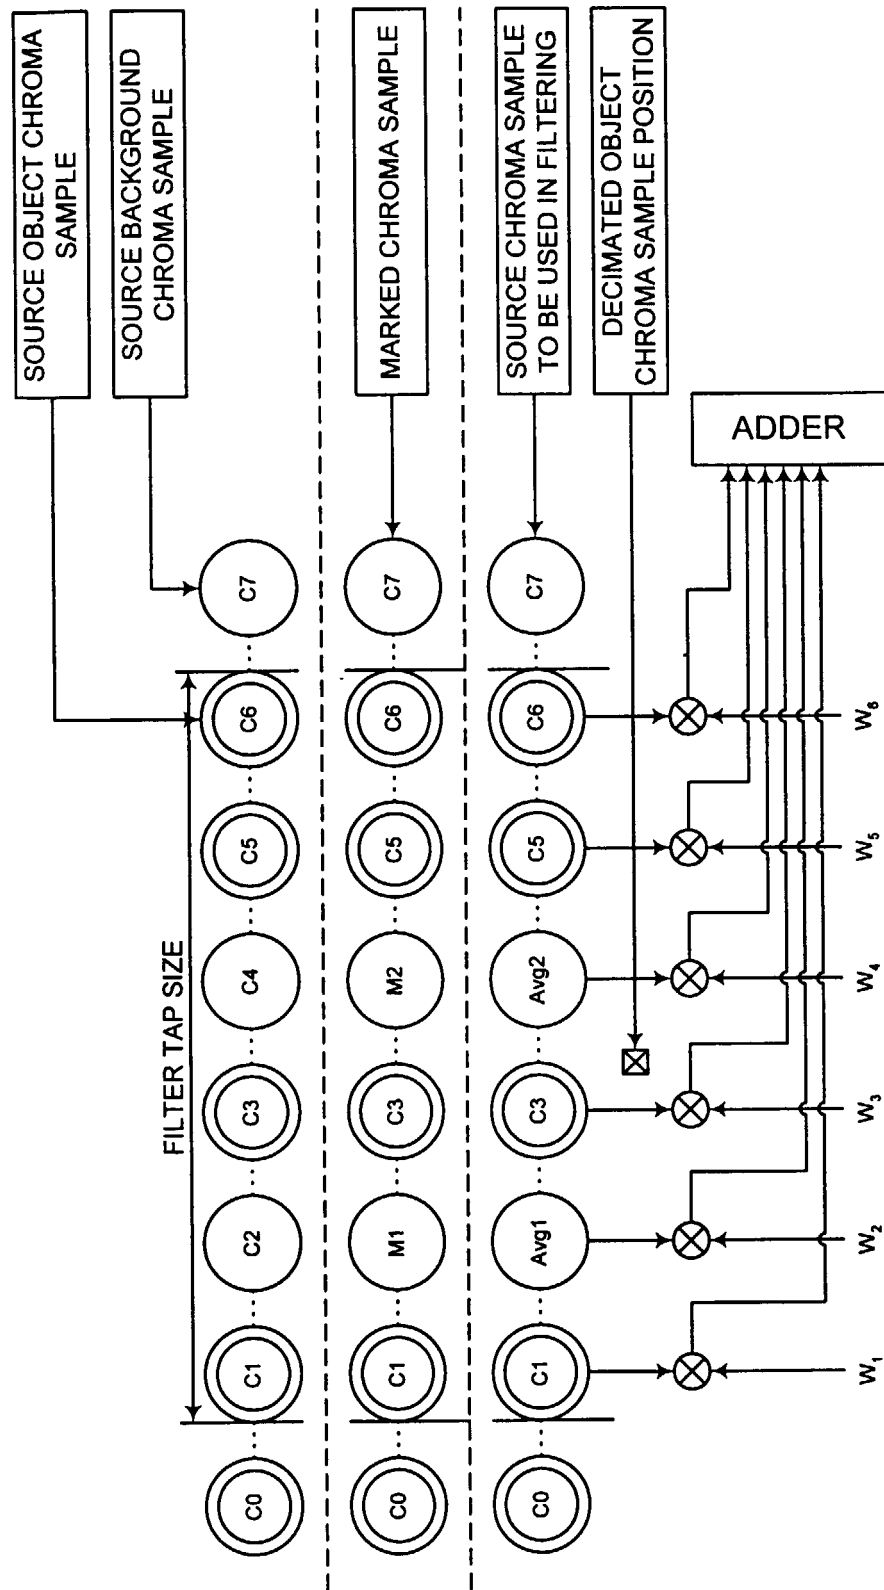 SOURCE OBJECT CHROMA
SAMPLE
SOURCE BACKGROUND
CHROMA SAMPLE
FILTER TAP SIZE
C0 C1 C2 C3 C4 C5 C6 C7
MARKED CHROMA SAMPLE
C0 C1 M1 C3 M2 C5 C6 C7
SOURCE CHROMA SAMPLE
TO BE USED IN FILTERING
C0 C1 Avg1 C3 Avg2 C5 C6 C7
DECIMATED OBJECT
CHROMA SAMPLE POSITION
ADDER
W1 W2 W3 W4 W5 W6